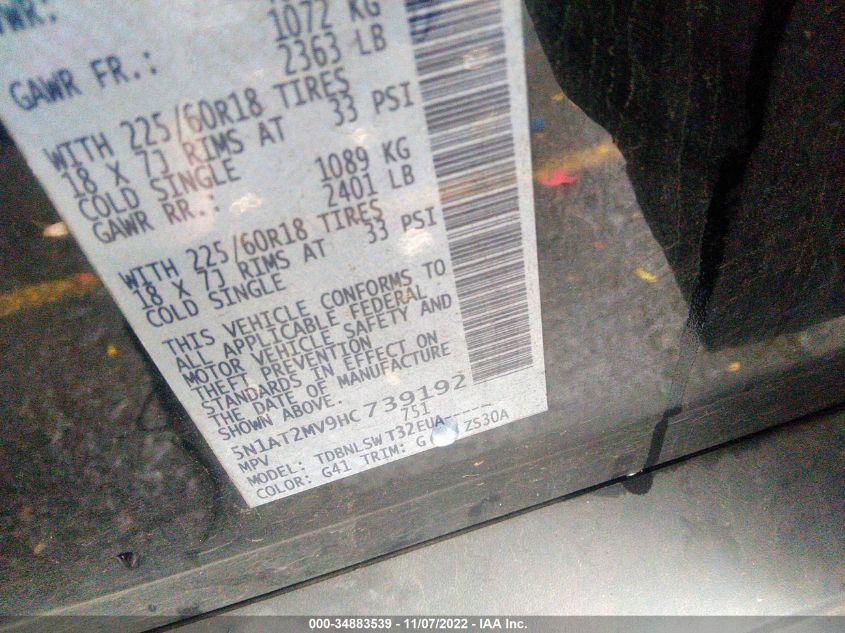 1072 KG
GAWR FR.: 2363 LB
WITH 225/60R18 TIRES
18 X 7J RIMS AT 33 PSI
COLD SINGLE 1089 KG
GAWR RR.: 2401 LB
WITH 225/60R18 TIRES
18 X 7J RIMS AT 33 PSI
COLD SINGLE
THIS VEHICLE CONFORMS TO
ALL APPLICABLE FEDERAL
MOTOR VEHICLE SAFETY AND
THEFT PREVENTION
STANDARDS IN EFFECT ON
THE DATE OF MANUFACTURE
SHOWN ABOVE.
5N1AT2MV9HC739192
MPV 751
MODEL: TDBNLSW T32EUA-----
COLOR: G41 TRIM: G ZS30A
000-34883539 — 11/07/2022 — IAA Inc.